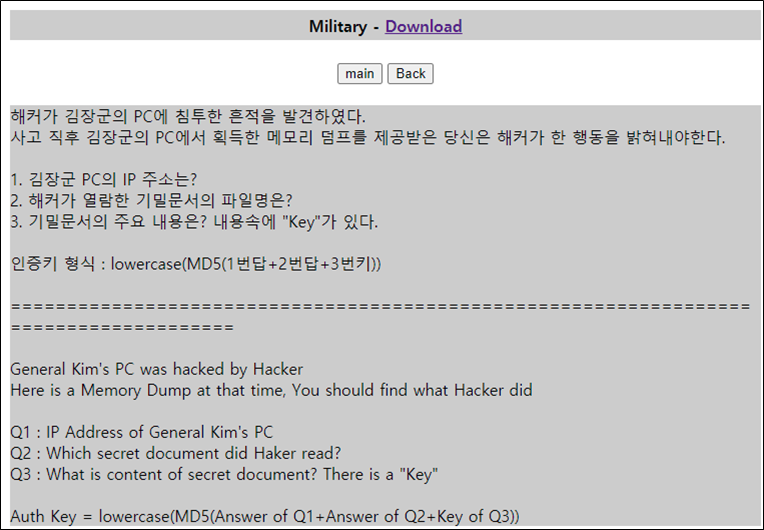 Military - Download
main Back
해커가 김장군의 PC에 침투한 흔적을 발견하였다.
사고 직후 김장군의 PC에서 획득한 메모리 덤프를 제공받은 당신은 해커가 한 행동을 밝혀내야한다.
1. 김장군 PC의 IP 주소는?
2. 해커가 열람한 기밀문서의 파일명은?
3. 기밀문서의 주요 내용은? 내용속에 "Key"가 있다.
인증키 형식 : lowercase(MD5(1번답+2번답+3번키))
==================================================================
====================
General Kim's PC was hacked by Hacker
Here is a Memory Dump at that time, You should find what Hacker did
Q1 : IP Address of General Kim's PC
Q2 : Which secret document did Haker read?
Q3 : What is content of secret document? There is a "Key"
Auth Key = lowercase(MD5(Answer of Q1+Answer of Q2+Key of Q3))